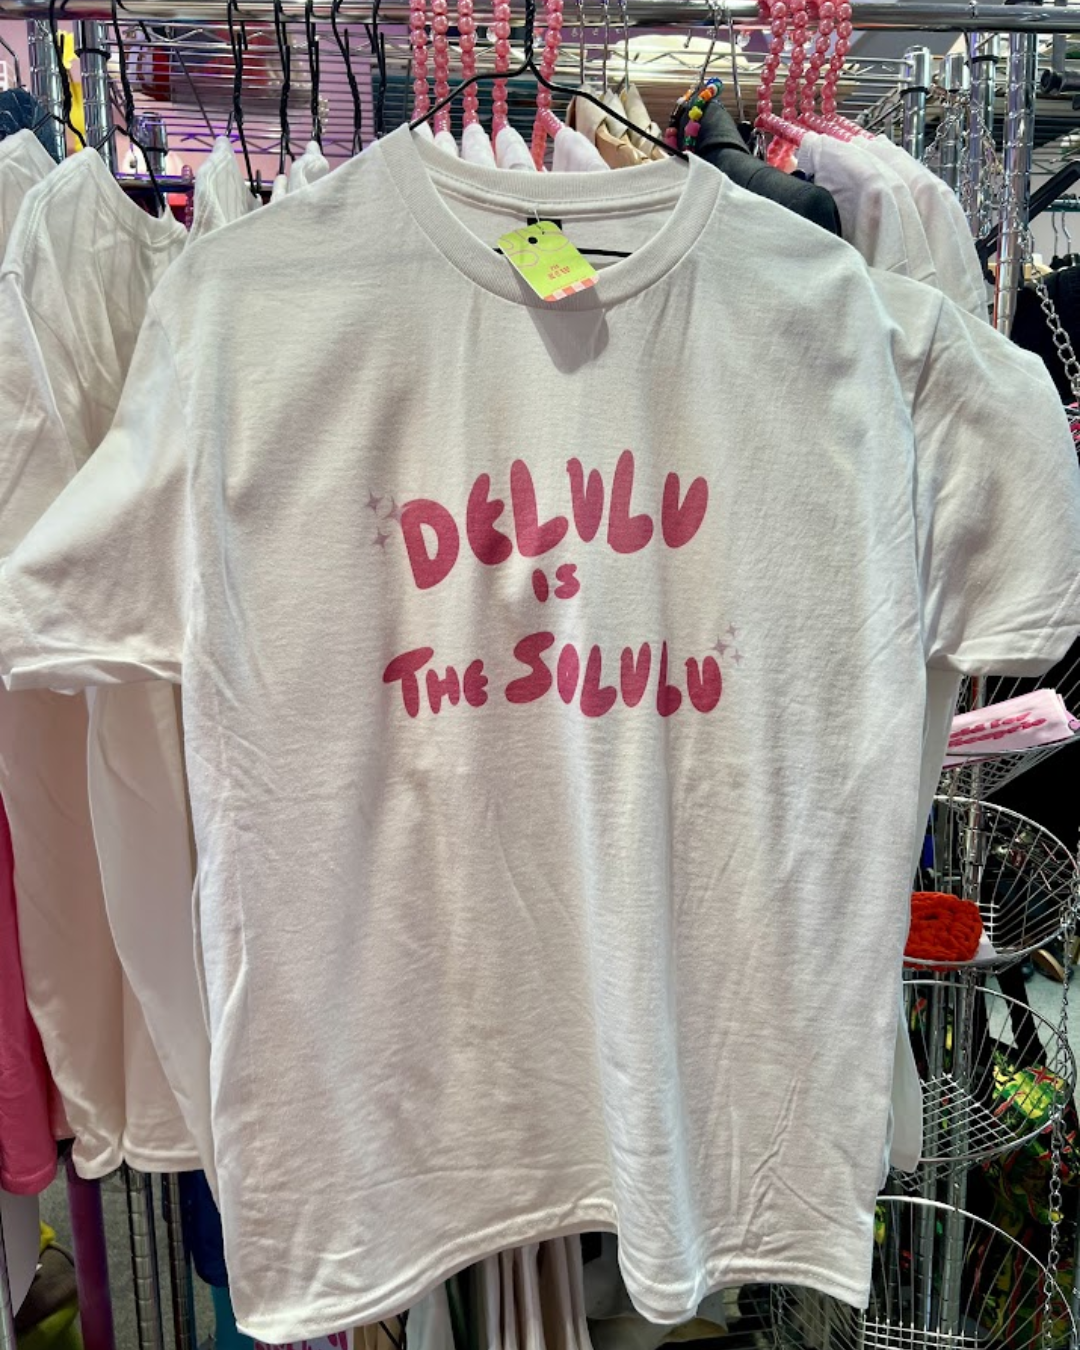 DELULU
IS
THE SOLULU